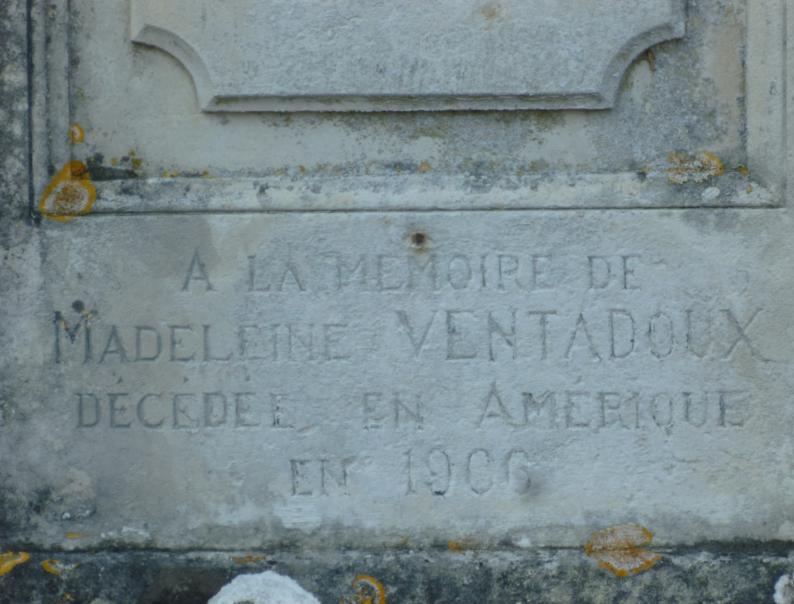 A LA MEMOIRE DE
MADELEINE VENTADOUX
DÉCÉDÉE EN AMÉRIQUE
EN 1906